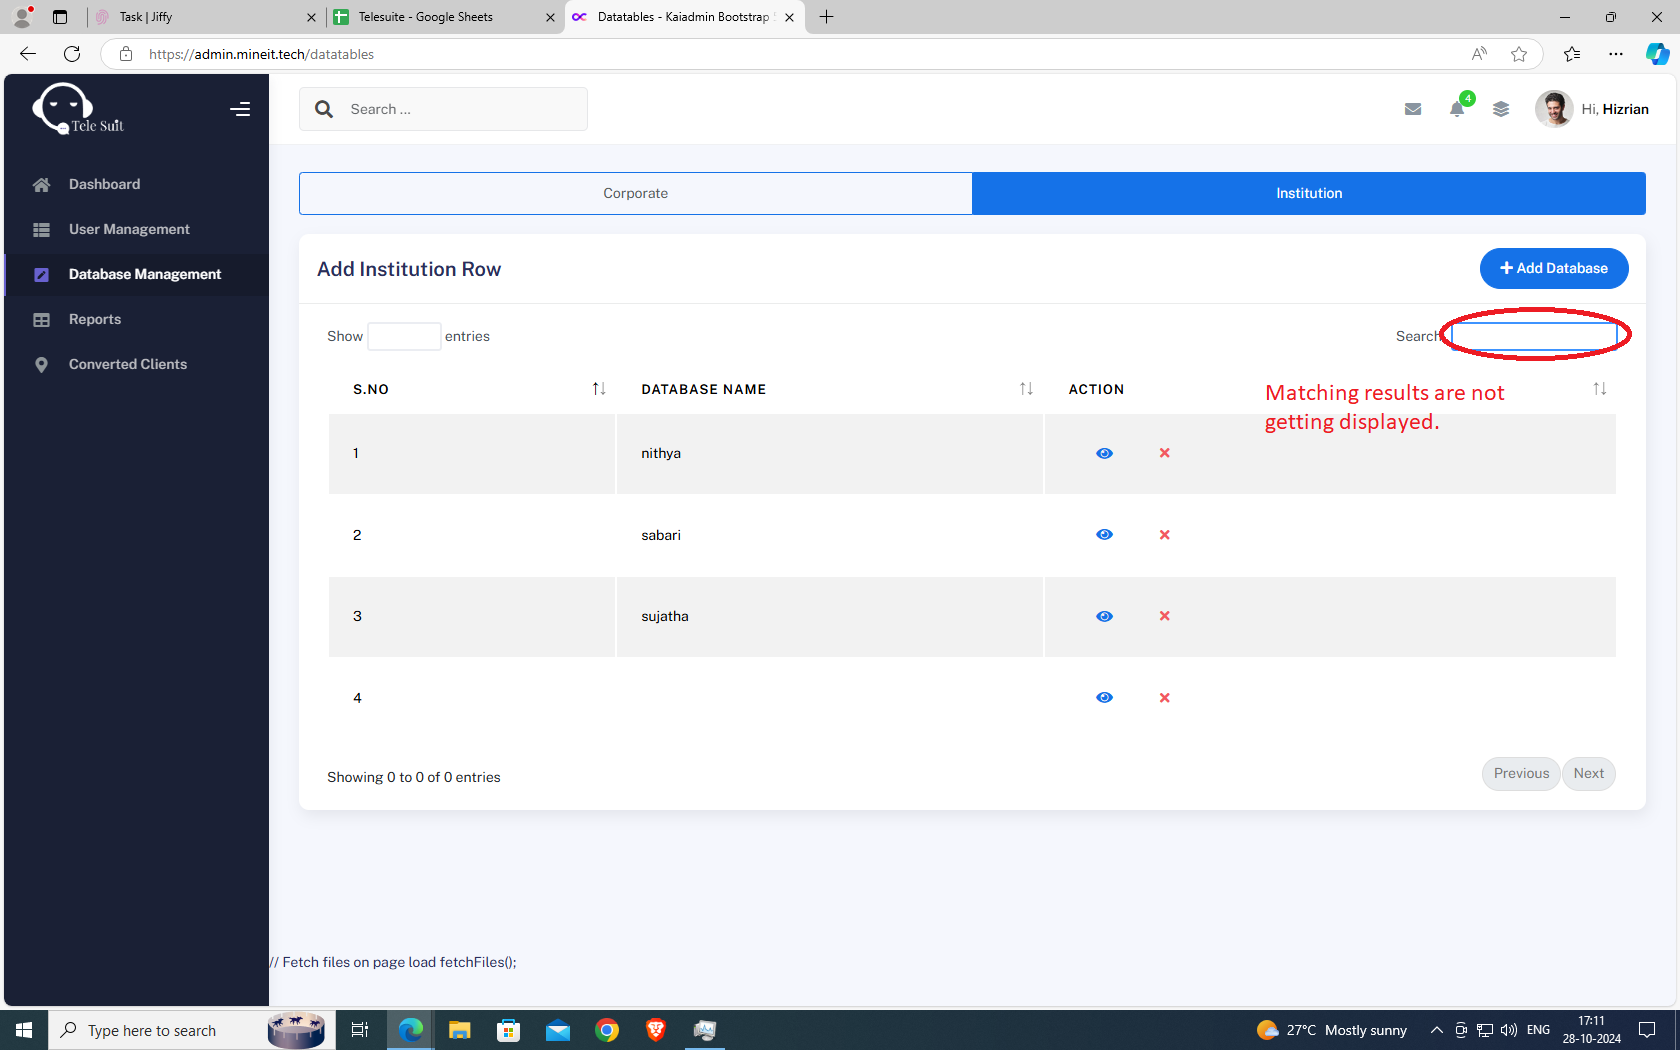 Task | Jiffy
Telesuite - Google Sheets
Datatables - Kaiadmin Bootstrap
https://admin.mineit.tech/datatables
Tele Suit
Search ...
4
Hi, Hizrian
Dashboard
User Management
Database Management
Reports
Converted Clients
Corporate
Institution
Add Institution Row
+ Add Database
Show entries
Search
S.NO
DATABASE NAME
ACTION
Matching results are not
getting displayed.
1
nithya
2
sabari
3
sujatha
4
Showing 0 to 0 of 0 entries
Previous
Next
// Fetch files on page load fetchFiles();
Type here to search
27°C Mostly sunny
ENG
17:11
28-10-2024